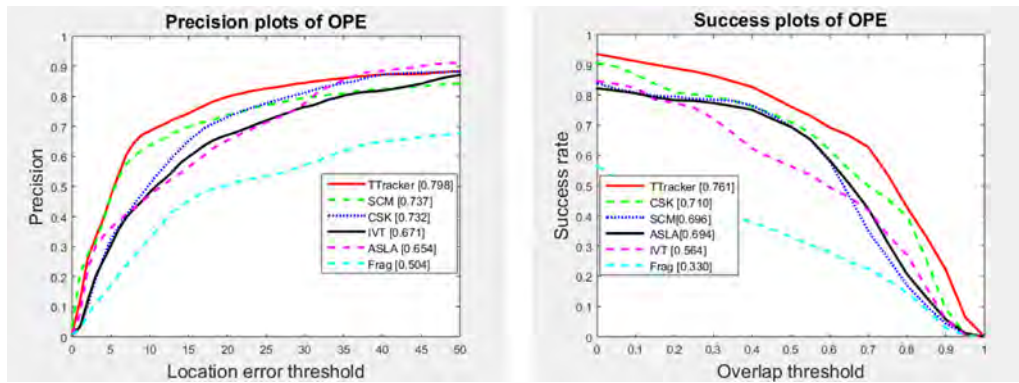 Precision plots of OPE
1
0.9
0.8
0.7
0.6
0.5
0.4
0.3
0.2
0.1
0
Precision
TTracker [0.798]
SCM [0.737]
CSK [0.732]
IVT [0.671]
ASLA [0.654]
Frag [0.504]
0 5 10 15 20 25 30 35 40 45 50
Location error threshold
Success plots of OPE
1
0.9
0.8
0.7
0.6
0.5
0.4
0.3
0.2
0.1
0
Success rate
TTracker [0.761]
CSK [0.710]
SCM[0.696]
ASLA[0.694]
IVT [0.564]
Frag [0.330]
0 0.1 0.2 0.3 0.4 0.5 0.6 0.7 0.8 0.9 1
Overlap threshold